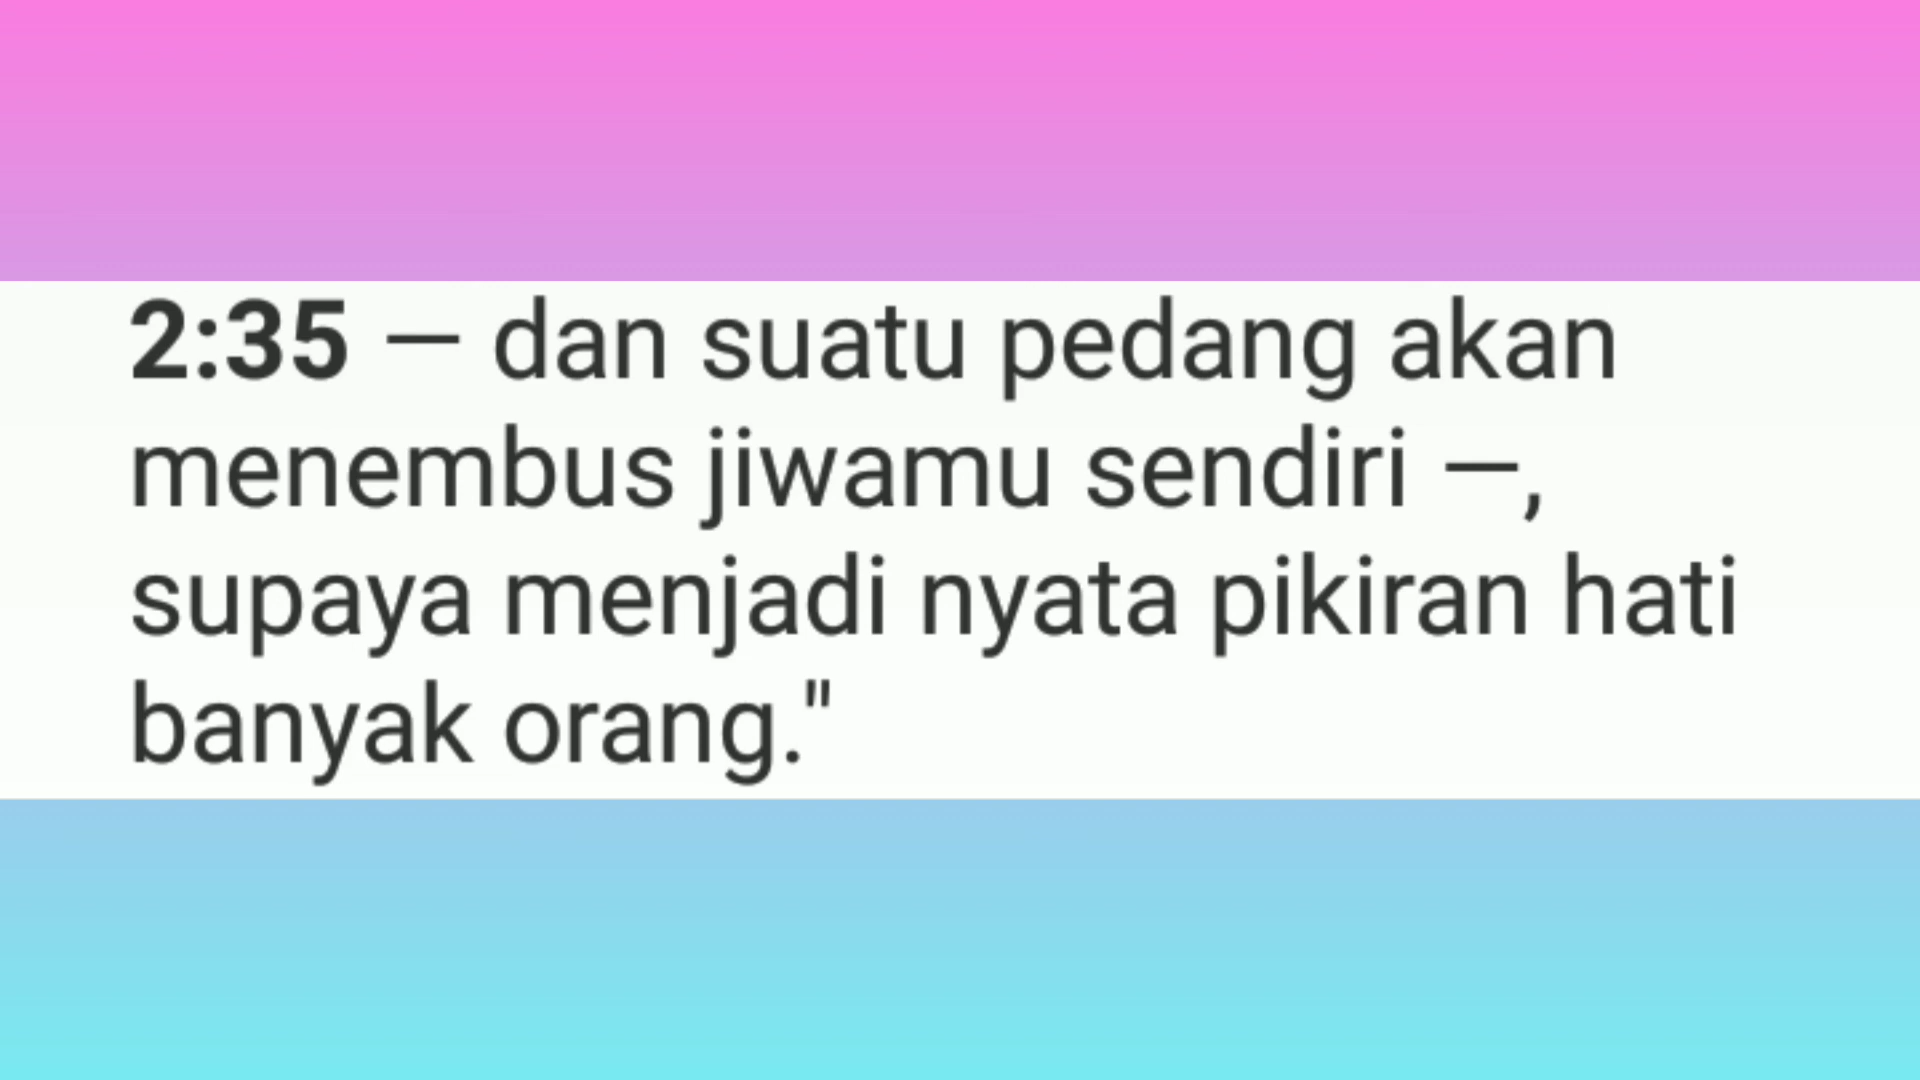 2:35 — dan suatu pedang akan
menembus jiwamu sendiri —,
supaya menjadi nyata pikiran hati
banyak orang."